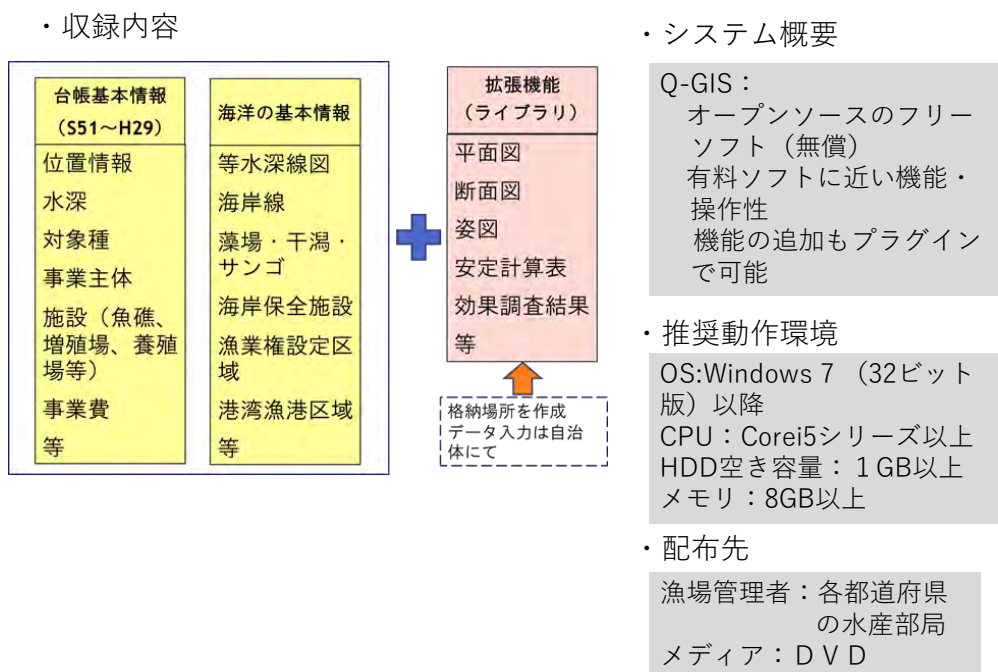 ・収録内容
台帳基本情報
（S51～H29）
位置情報
水深
対象種
事業主体
施設（魚礁、
増殖場、養殖
場等）
事業費
等
海洋の基本情報
等水深線図
海岸線
藻場・干潟・
サンゴ
海岸保全施設
漁業権設定区
域
港湾漁港区域
等
拡張機能
（ライブラリ）
平面図
断面図
姿図
安定計算表
効果調査結果
等
格納場所を作成
データ入力は自治
体にて
・システム概要
Q-GIS：
オープンソースのフリー
ソフト（無償）
有料ソフトに近い機能・
操作性
機能の追加もプラグイン
で可能
・推奨動作環境
OS:Windows 7 （32ビット
版）以降
CPU：Corei5シリーズ以上
HDD空き容量：１GB以上
メモリ：8GB以上
・配布先
漁場管理者：各都道府県
の水産部局
メディア：ＤＶＤ